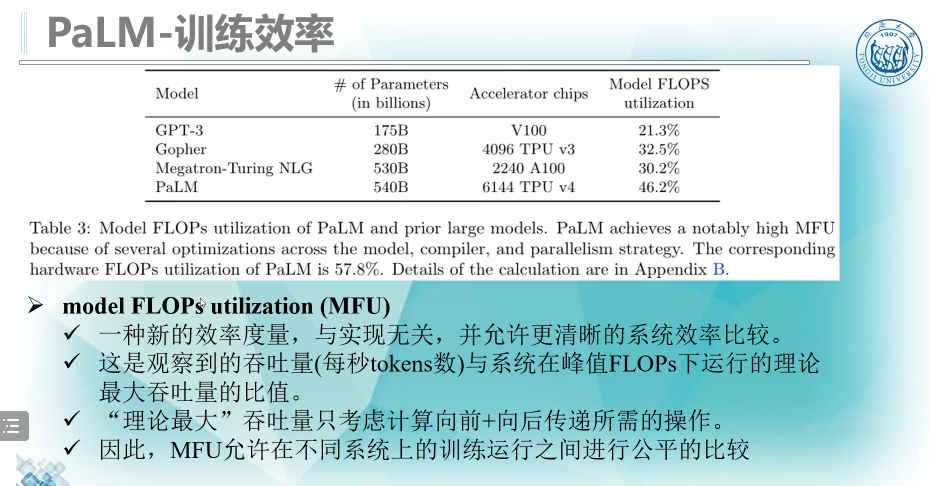 PaLM-训练效率
同济大学
1907
TONGJI UNIVERSITY
Model # of Parameters (in billions) Accelerator chips Model FLOPS utilization
GPT-3 175B V100 21.3%
Gopher 280B 4096 TPU v3 32.5%
Megatron-Turing NLG 530B 2240 A100 30.2%
PaLM 540B 6144 TPU v4 46.2%
Table 3: Model FLOPs utilization of PaLM and prior large models. PaLM achieves a notably high MFU
because of several optimizations across the model, compiler, and parallelism strategy. The corresponding
hardware FLOPs utilization of PaLM is 57.8%. Details of the calculation are in Appendix B.
➢ model FLOPs utilization (MFU)
✓ 一种新的效率度量，与实现无关，并允许更清晰的系统效率比较。
✓ 这是观察到的吞吐量(每秒tokens数)与系统在峰值FLOPs下运行的理论
最大吞吐量的比值。
✓ “理论最大”吞吐量只考虑计算向前+向后传递所需的操作。
✓ 因此，MFU允许在不同系统上的训练运行之间进行公平的比较